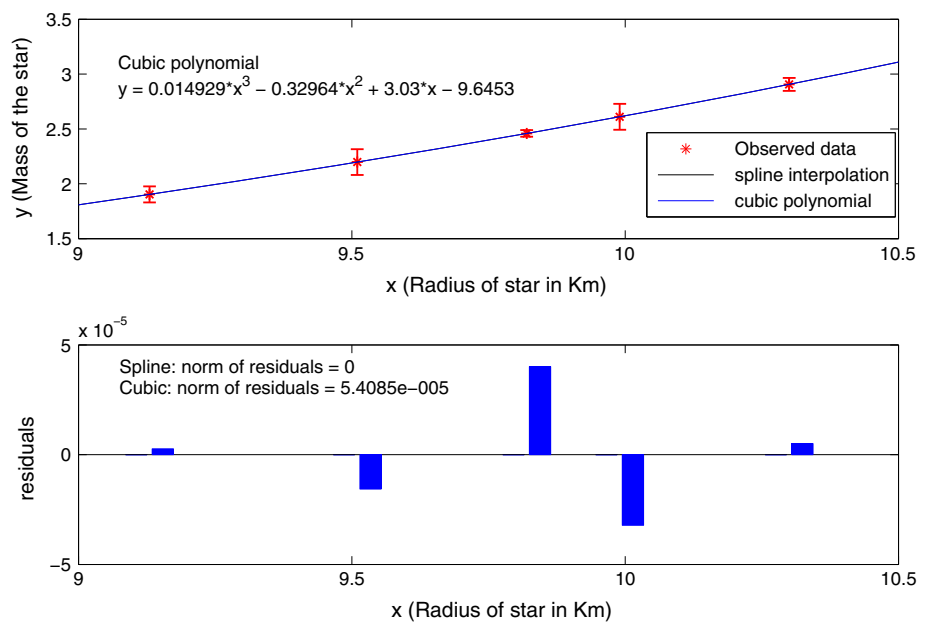 3.5
3
2.5
2
1.5
y (Mass of the star)
Cubic polynomial
y = 0.014929*x³ − 0.32964*x² + 3.03*x − 9.6453
Observed data
spline interpolation
cubic polynomial
9
9.5
10
10.5
x (Radius of star in Km)
x 10⁻⁵
5
0
−5
residuals
Spline: norm of residuals = 0
Cubic: norm of residuals = 5.4085e−005
9
9.5
10
10.5
x (Radius of star in Km)